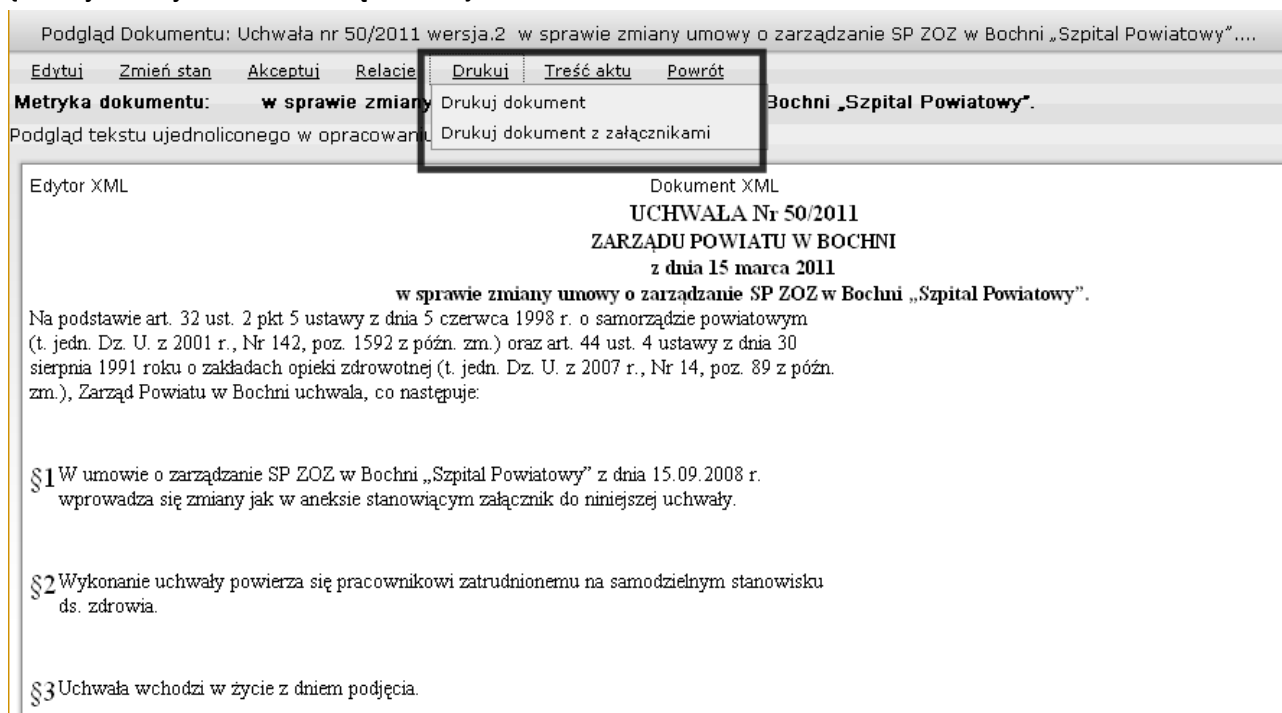 Podgląd Dokumentu: Uchwała nr 50/2011 wersja.2 w sprawie zmiany umowy o zarządzanie SP ZOZ w Bochni „Szpital Powiatowy”....
Edytuj Zmień stan Akceptuj Relacje Drukuj Treść aktu Powrót
Metryka dokumentu: w sprawie zmiany Bochni „Szpital Powiatowy”.
Drukuj dokument
Podgląd tekstu ujednoliconego w opracowaniu
Drukuj dokument z załącznikami
Edytor XML Dokument XML
UCHWAŁA Nr 50/2011
ZARZĄDU POWIATU W BOCHNI
z dnia 15 marca 2011
w sprawie zmiany umowy o zarządzanie SP ZOZ w Bochni „Szpital Powiatowy”.
Na podstawie art. 32 ust. 2 pkt 5 ustawy z dnia 5 czerwca 1998 r. o samorządzie powiatowym
(t. jedn. Dz. U. z 2001 r., Nr 142, poz. 1592 z późn. zm.) oraz art. 44 ust. 4 ustawy z dnia 30
sierpnia 1991 roku o zakładach opieki zdrowotnej (t. jedn. Dz. U. z 2007 r., Nr 14, poz. 89 z późn.
zm.), Zarząd Powiatu w Bochni uchwala, co następuje:
§1 W umowie o zarządzanie SP ZOZ w Bochni „Szpital Powiatowy” z dnia 15.09.2008 r.
wprowadza się zmiany jak w aneksie stanowiącym załącznik do niniejszej uchwały.
§2 Wykonanie uchwały powierza się pracownikowi zatrudnionemu na samodzielnym stanowisku
ds. zdrowia.
§3 Uchwała wchodzi w życie z dniem podjęcia.